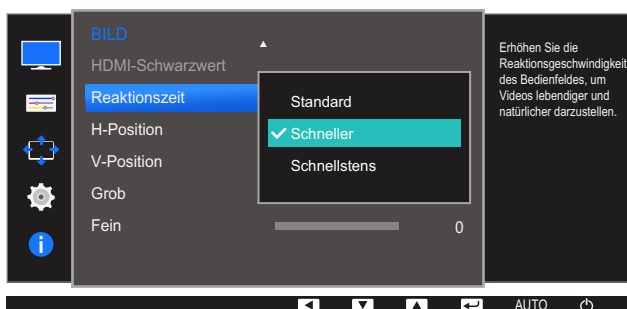 BILD
HDMI-Schwarzwert
Reaktionszeit
H-Position
V-Position
Grob
Fein
0
Standard
Schneller
Schnellstens
Erhöhen Sie die
Reaktionsgeschwindigkeit
des Bedienfeldes, um
Videos lebendiger und
natürlicher darzustellen.
AUTO